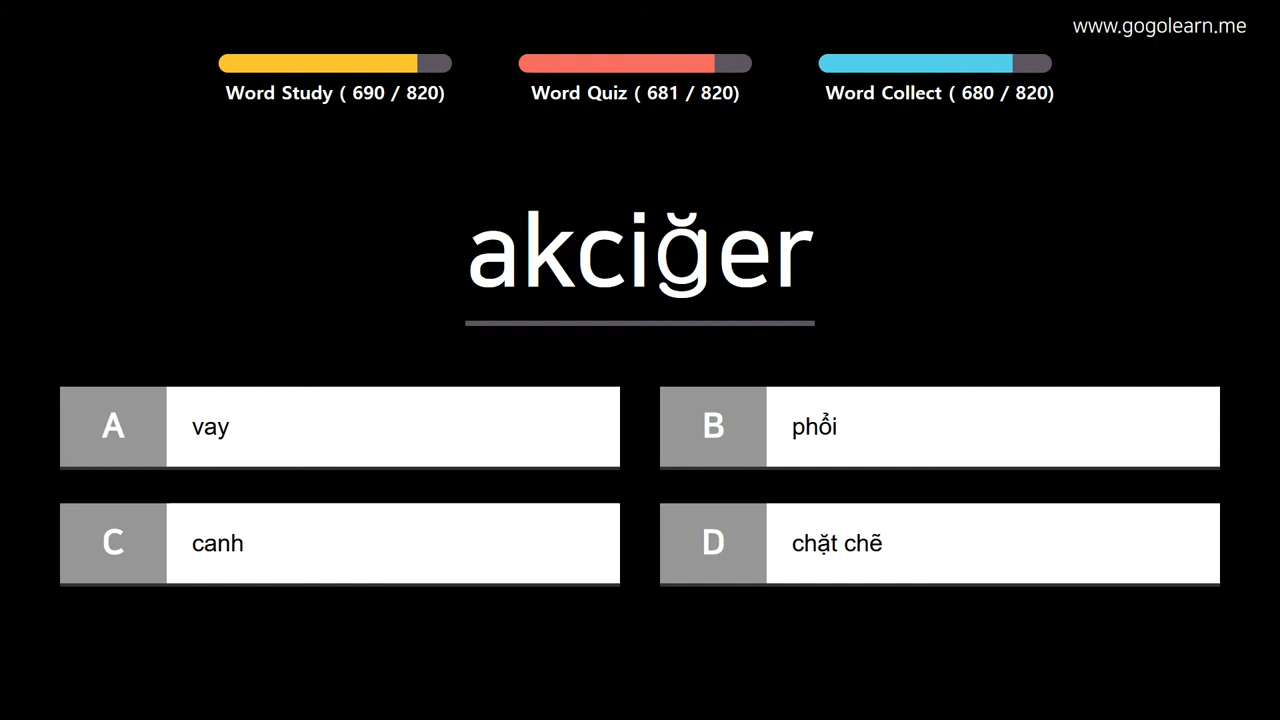 www.gogolearn.me
Word Study ( 690 / 820)
Word Quiz ( 681 / 820)
Word Collect ( 680 / 820)
akciğer
A vay
B phổi
C canh
D chặt chẽ